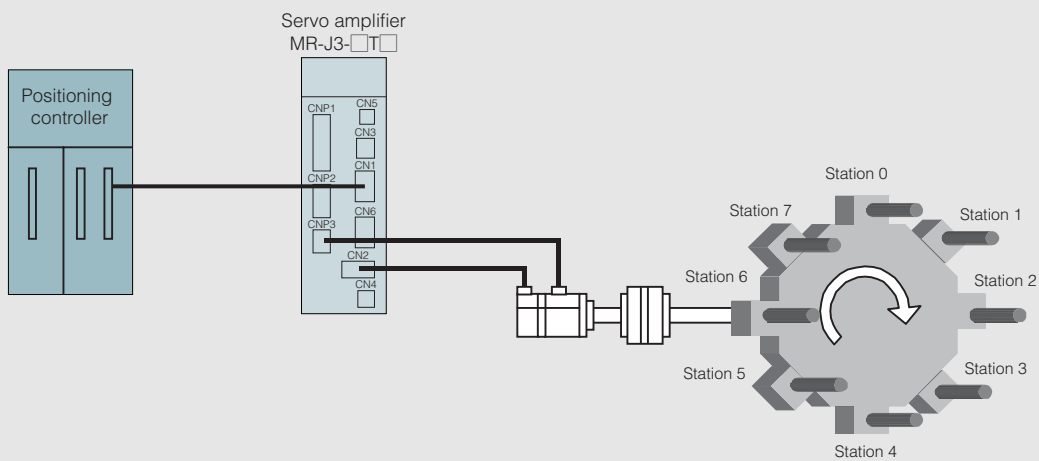 Servo amplifier
MR-J3-□T□
Positioning
controller
CNP1
CN5
CN3
CN1
CNP2
CN6
CNP3
CN2
CN4
Station 0
Station 7
Station 1
Station 6
Station 2
Station 5
Station 3
Station 4